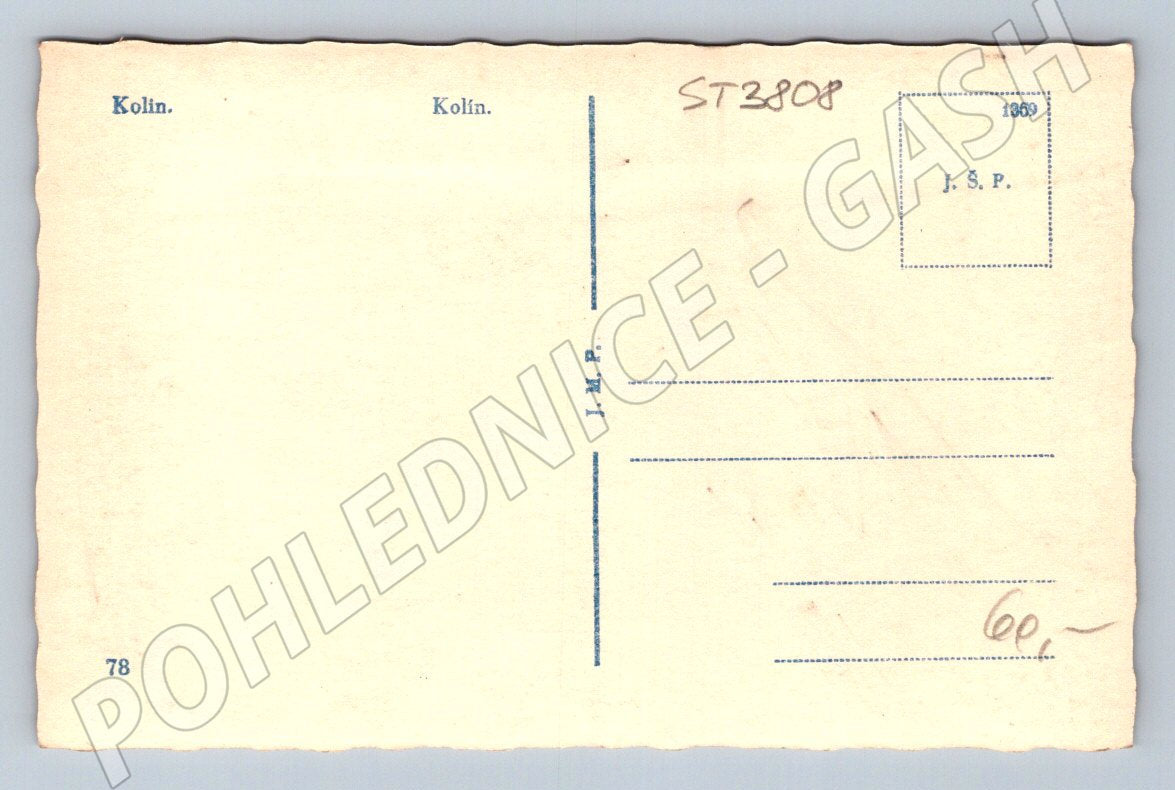 Kolin.
Kolín.
ST3808
1369
J. Š. P.
J. M. P.
60,–
78
POHLEDNICE - GASH